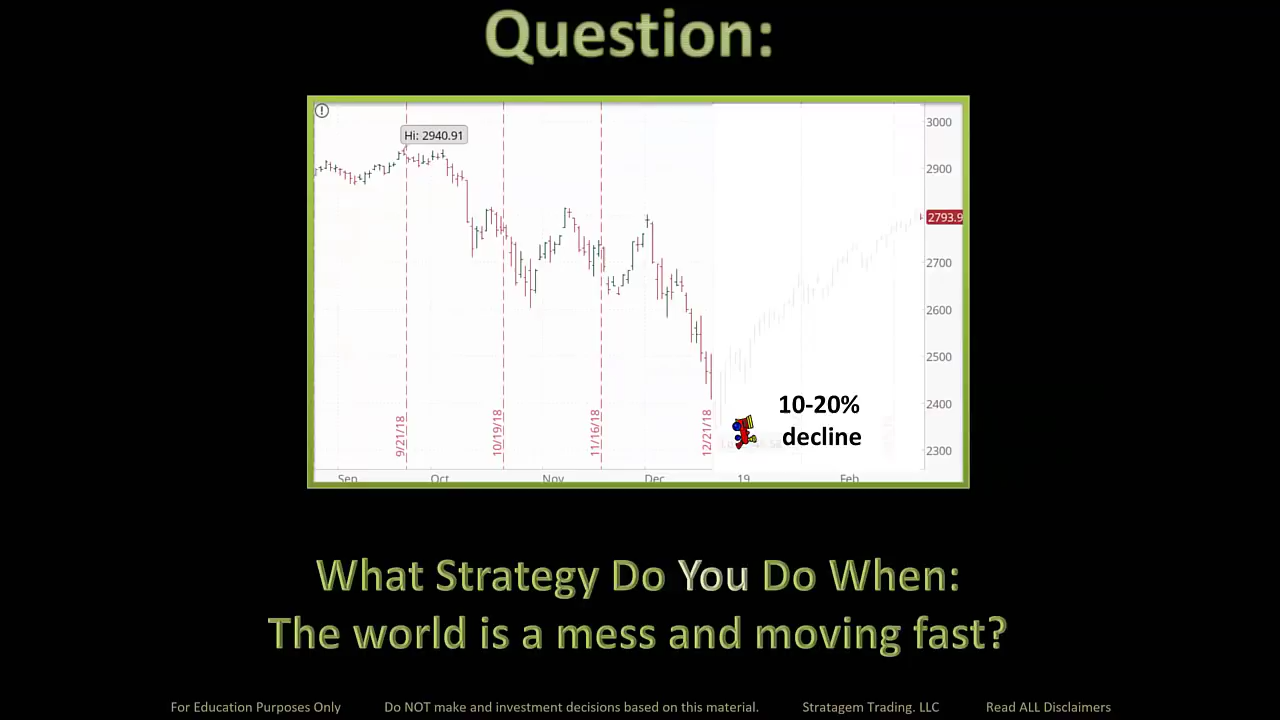 Question:
Hi: 2940.91
3000
2900
2793.9
2700
2600
2500
2400
2300
10-20%
decline
9/21/18
10/19/18
11/16/18
12/21/18
Sep
Oct
Nov
Dec
19
Feb
What Strategy Do You Do When:
The world is a mess and moving fast?
For Education Purposes Only Do NOT make and investment decisions based on this material. Stratagem Trading. LLC Read ALL Disclaimers